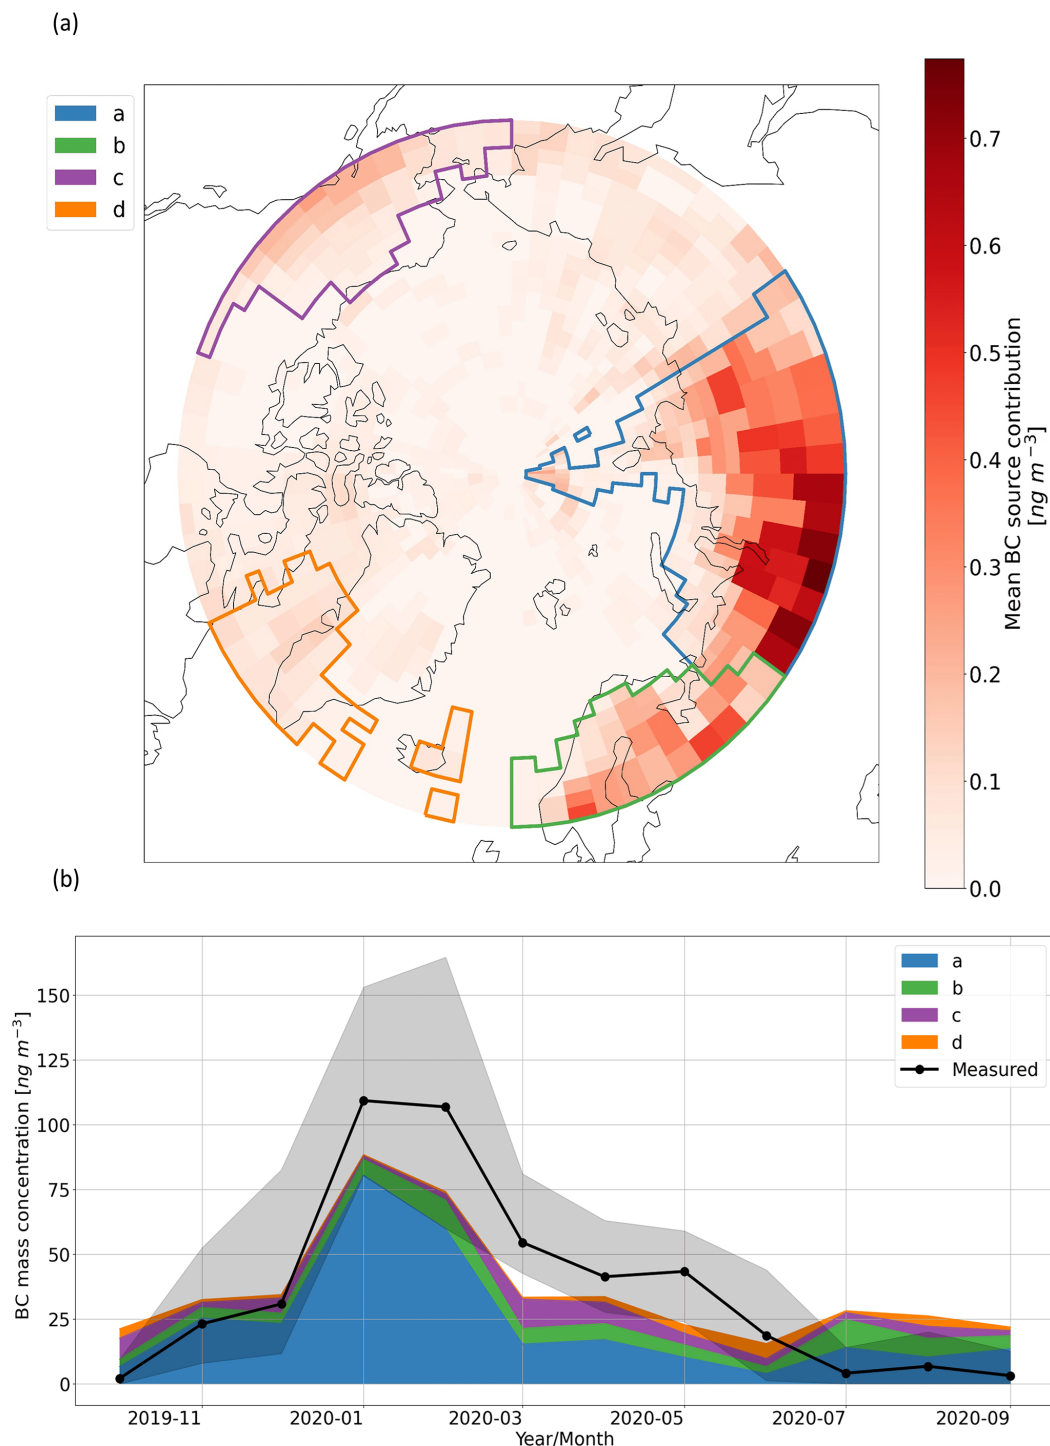 (a)
a
b
c
d
0.7
0.6
0.5
0.4
0.3
0.2
0.1
0.0
Mean BC source contribution
[ng m⁻³]
(b)
BC mass concentration [ng m⁻³]
150
125
100
75
50
25
0
a
b
c
d
Measured
2019-11
2020-01
2020-03
2020-05
2020-07
2020-09
Year/Month